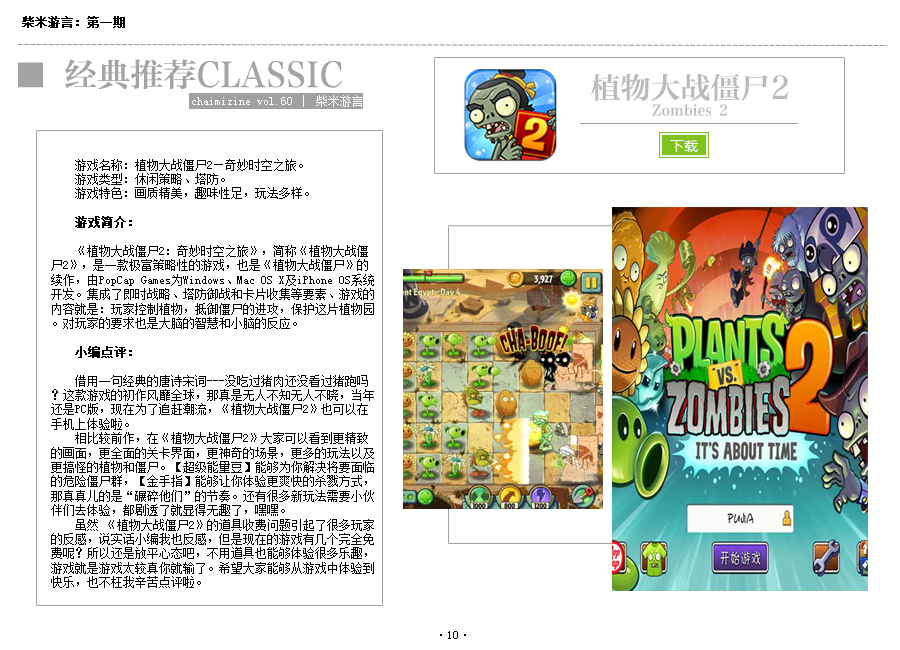 柴米游言：第一期
经典推荐CLASSIC
chaimizine vol.60 | 柴米游言
植物大战僵尸2
Zombies 2
下载
游戏名称：植物大战僵尸2—奇妙时空之旅。
游戏类型：休闲策略、塔防。
游戏特色：画质精美，趣味性足，玩法多样。
游戏简介：
《植物大战僵尸2：奇妙时空之旅》，简称《植物大战僵
尸2》，是一款极富策略性的游戏，也是《植物大战僵尸》的
续作，由PopCap Games为Windows、Mac OS X及iPhone OS系统
开发。集成了即时战略、塔防御战和卡片收集等要素、游戏的
内容就是：玩家控制植物，抵御僵尸的进攻，保护这片植物园
。对玩家的要求也是大脑的智慧和小脑的反应。
小编点评：
借用一句经典的唐诗宋词---没吃过猪肉还没看过猪跑吗
？这款游戏的初作风靡全球，那真是无人不知无人不晓，当年
还是PC版，现在为了追赶潮流，《植物大战僵尸2》也可以在
手机上体验啦。
相比较前作，在《植物大战僵尸2》大家可以看到更精致
的画面，更全面的关卡界面，更神奇的场景，更多的玩法以及
更搞怪的植物和僵尸。【超级能量豆】能够为你解决将要面临
的危险僵尸群，【金手指】能够让你体验更爽快的杀戮方式，
那真真儿的是“碾碎他们”的节奏。还有很多新玩法需要小伙
伴们去体验，都剧透了就显得无趣了，嘿嘿。
虽然 《植物大战僵尸2》的道具收费问题引起了很多玩家
的反感，说实话小编我也反感，但是现在的游戏有几个完全免
费呢？所以还是放平心态吧，不用道具也能够体验很多乐趣，
游戏就是游戏太较真你就输了。希望大家能够从游戏中体验到
快乐，也不枉我辛苦点评啦。
2
3,927
nt Egypt - Day 4
CHA-BOOF!
1000
800
1200
PLANTS
VS.
ZOMBIES 2
IT'S ABOUT TIME
开始游戏
·10·